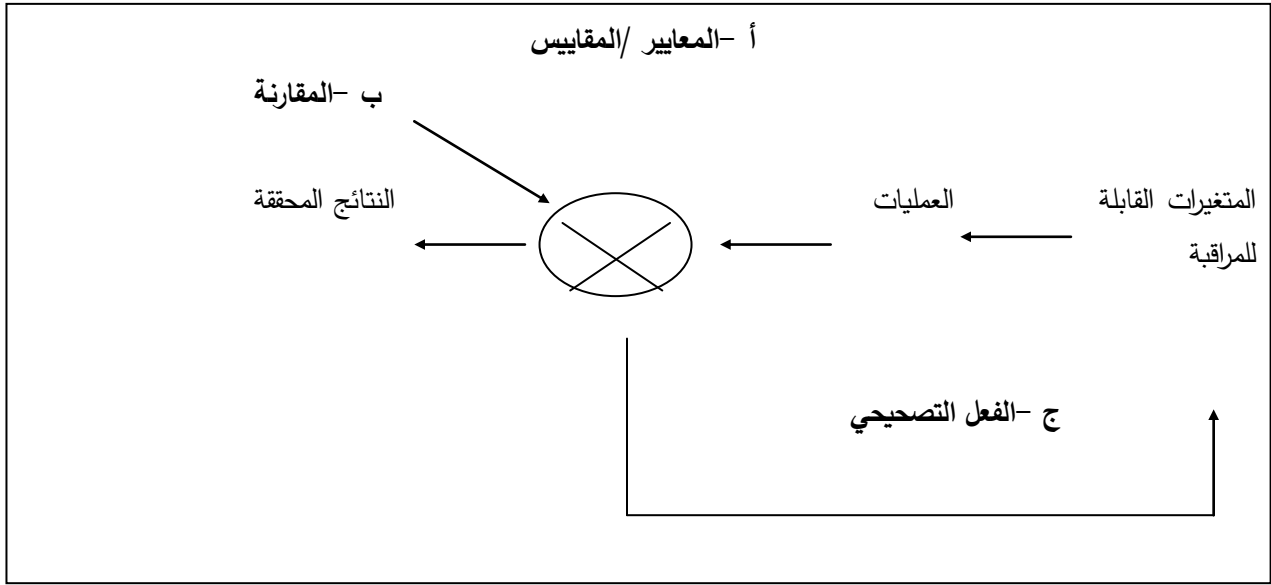 أ -المعايير /المقاييس
ب -المقارنة
المتغيرات القابلة
للمراقبة
العمليات
النتائج المحققة
ج -الفعل التصحيحي